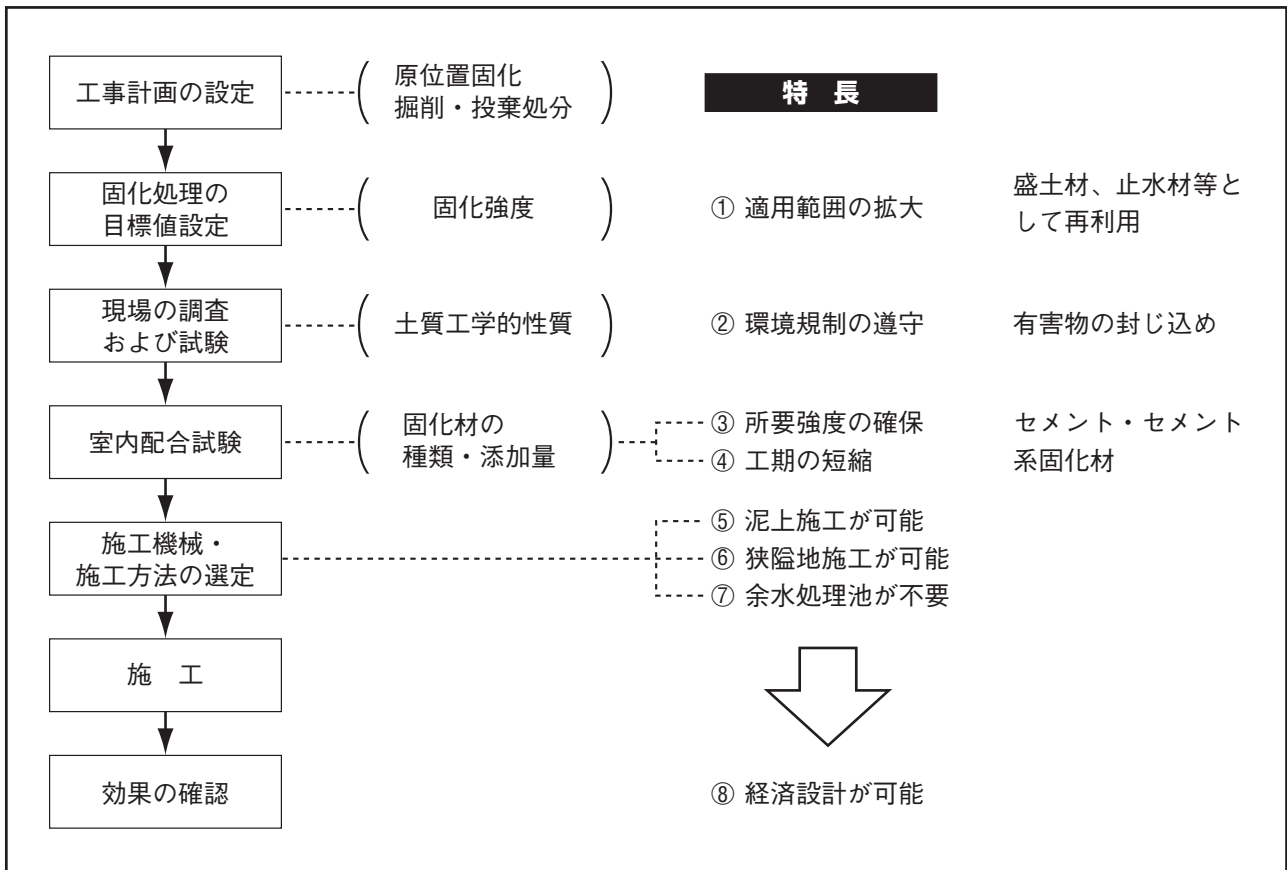 工事計画の設定
原位置固化
掘削・投棄処分
特　長
固化処理の
目標値設定
固化強度
① 適用範囲の拡大
盛土材、止水材等と
して再利用
現場の調査
および試験
土質工学的性質
② 環境規制の遵守
有害物の封じ込め
室内配合試験
固化材の
種類・添加量
③ 所要強度の確保
④ 工期の短縮
セメント・セメント
系固化材
施工機械・
施工方法の選定
⑤ 泥上施工が可能
⑥ 狭隘地施工が可能
⑦ 余水処理池が不要
施　工
効果の確認
⑧ 経済設計が可能